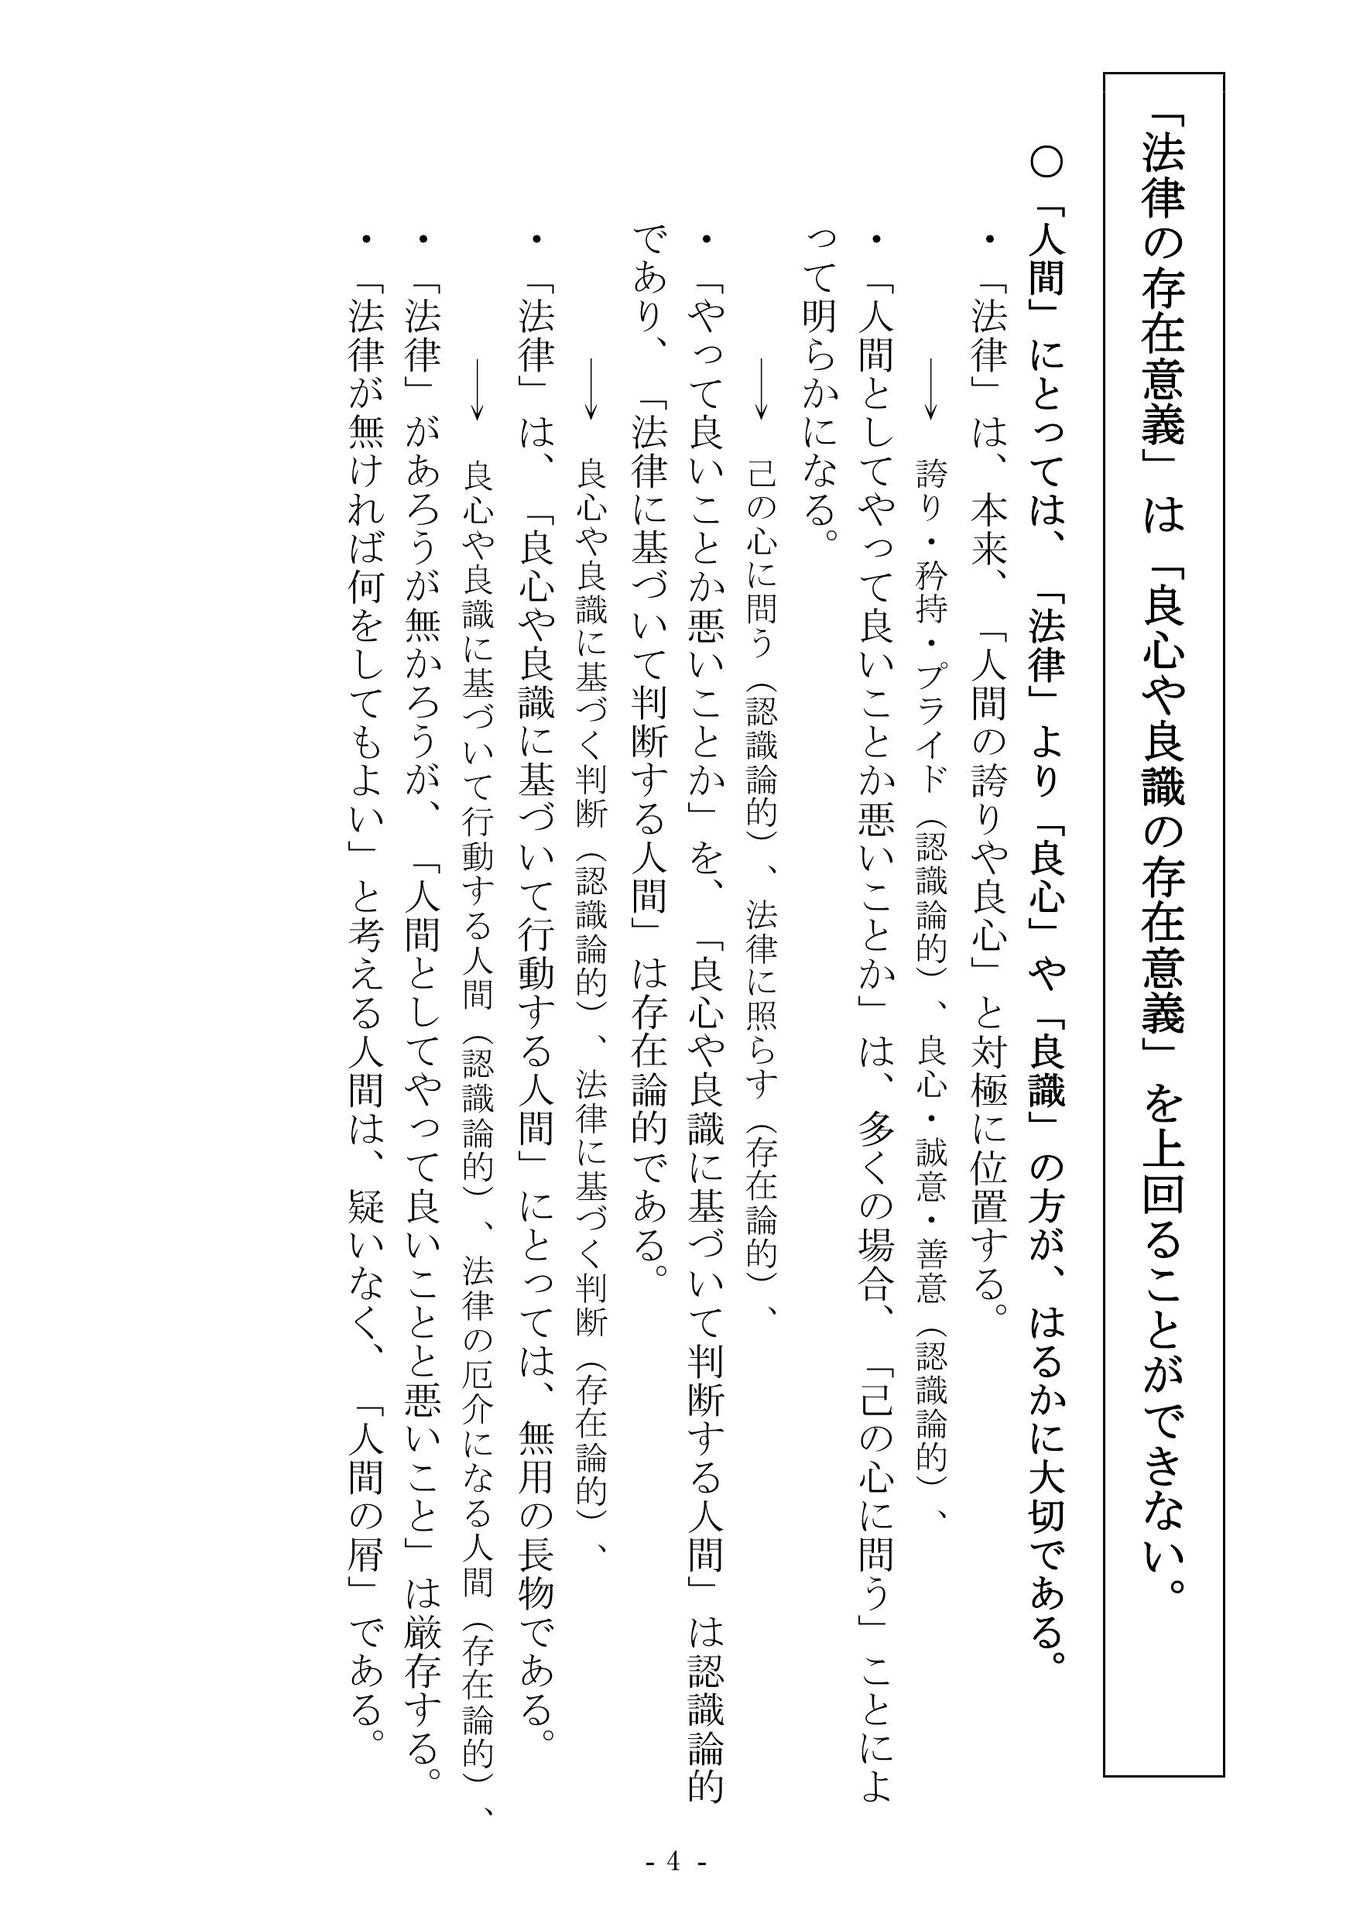 「法律の存在意義」は「良心や良識の存在意義」を上回ることができない。
〇「人間」にとっては、「法律」より「良心」や「良識」の方が、はるかに大切である。
・「法律」は、本来、「人間の誇りや良心」と対極に位置する。
→ 誇り・矜持・プライド（認識論的）、良心・誠意・善意（認識論的）、
・「人間としてやって良いことか悪いことか」は、多くの場合、「己の心に問う」ことによ
って明らかになる。
→ 己の心に問う（認識論的）、法律に照らす（存在論的）、
・「やって良いことか悪いことか」を、「良心や良識に基づいて判断する人間」は認識論的
であり、「法律に基づいて判断する人間」は存在論的である。
→ 良心や良識に基づく判断（認識論的）、法律に基づく判断（存在論的）、
・「法律」は、「良心や良識に基づいて行動する人間」にとっては、無用の長物である。
→ 良心や良識に基づいて行動する人間（認識論的）、法律の厄介になる人間（存在論的）、
・「法律」があろうが無かろうが、「人間としてやって良いことと悪いこと」は厳存する。
・「法律が無ければ何をしてもよい」と考える人間は、疑いなく、「人間の屑」である。
- 4 -